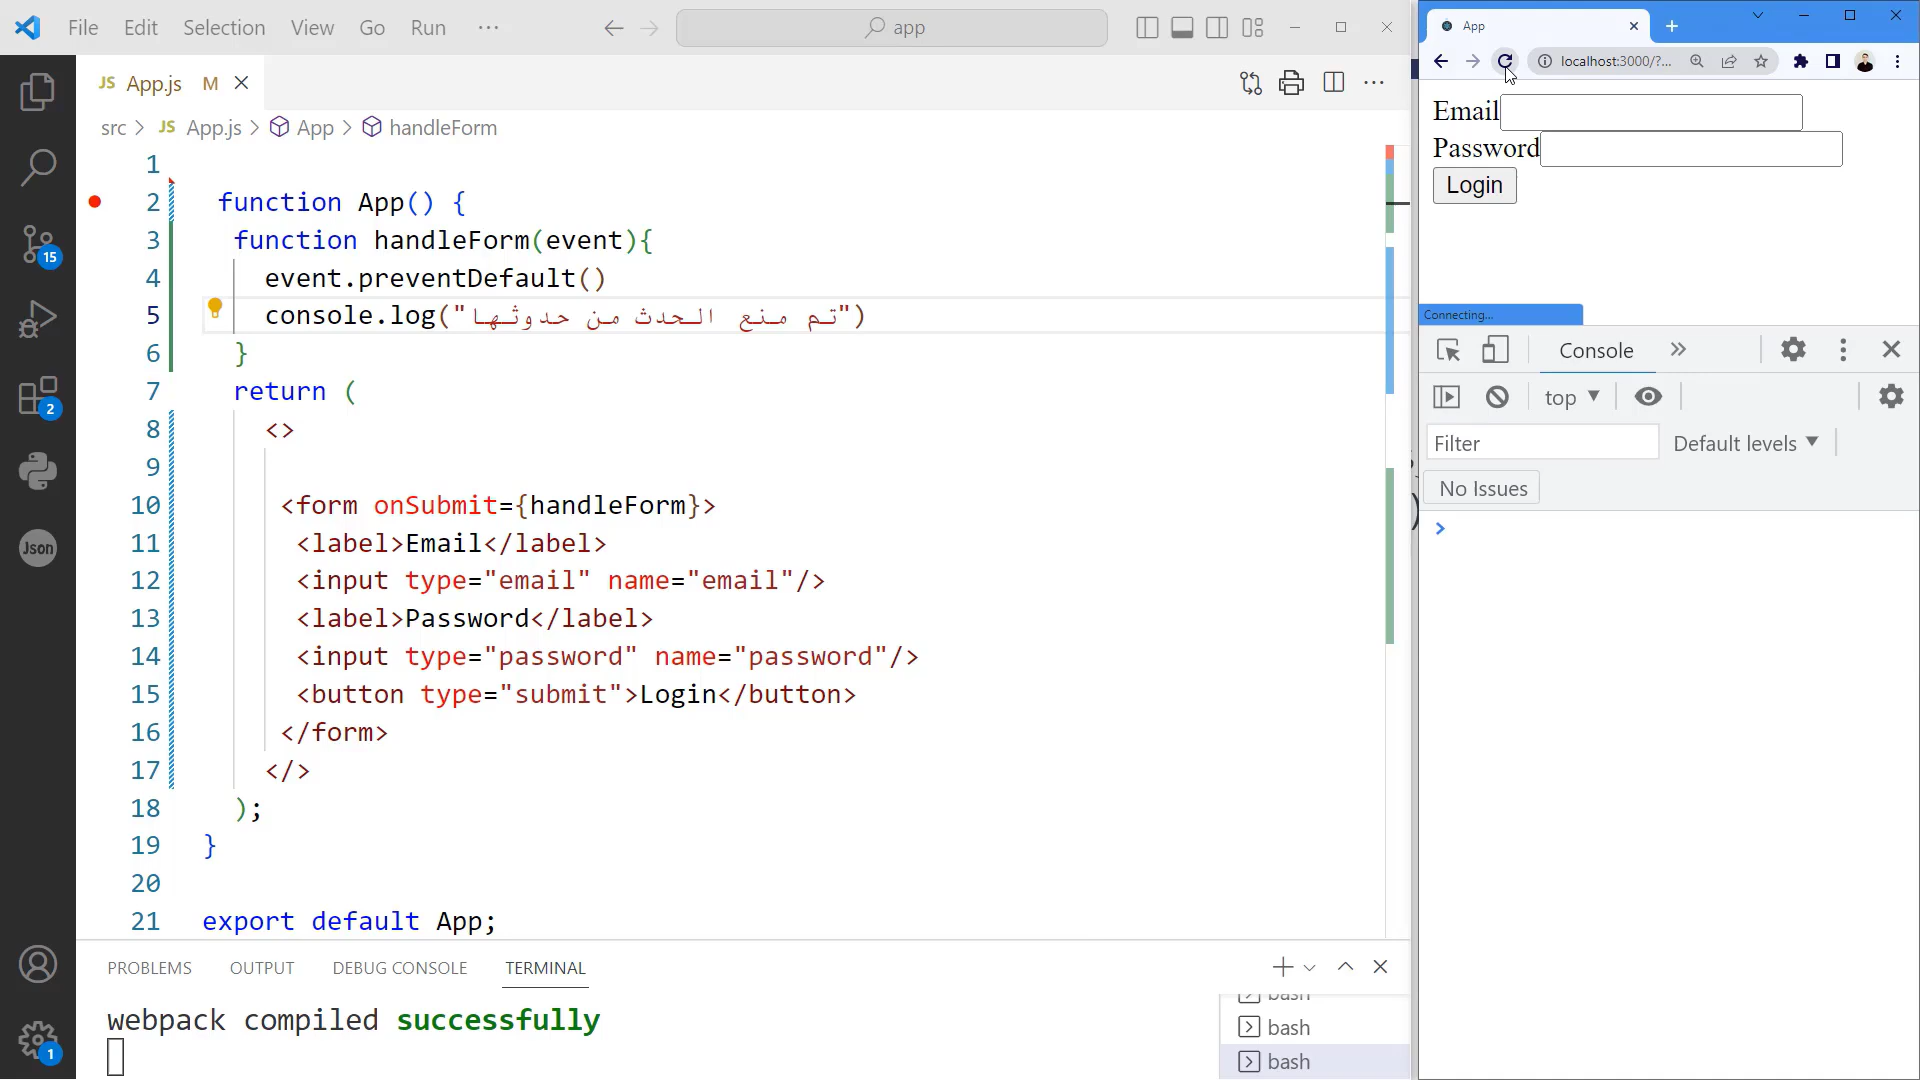 File Edit Selection View Go Run ··· app
JS App.js M
src > JS App.js > App > handleForm
1
2 function App() {
3 function handleForm(event){
4 event.preventDefault()
5 console.log("تم منع الحدث من حدوثها")
6 }
7 return (
8 <>
9
10 <form onSubmit={handleForm}>
11 <label>Email</label>
12 <input type="email" name="email"/>
13 <label>Password</label>
14 <input type="password" name="password"/>
15 <button type="submit">Login</button>
16 </form>
17 </>
18 );
19 }
20
21 export default App;
15
2
Json
1
PROBLEMS OUTPUT DEBUG CONSOLE TERMINAL
webpack compiled successfully
bash
bash
bash
App
localhost:3000/?...
Email
Password
Login
Connecting...
Console
top
Filter Default levels
No Issues